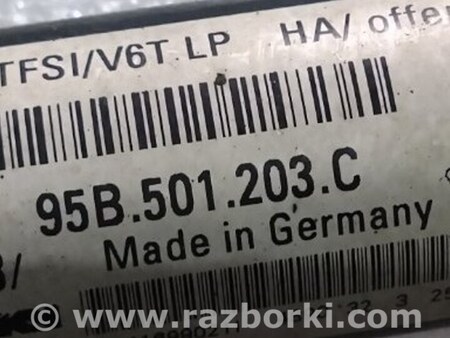 TFSI/V6T LP HA/ offen
95B.501.203.C
Made in Germany
© www.razborki.com